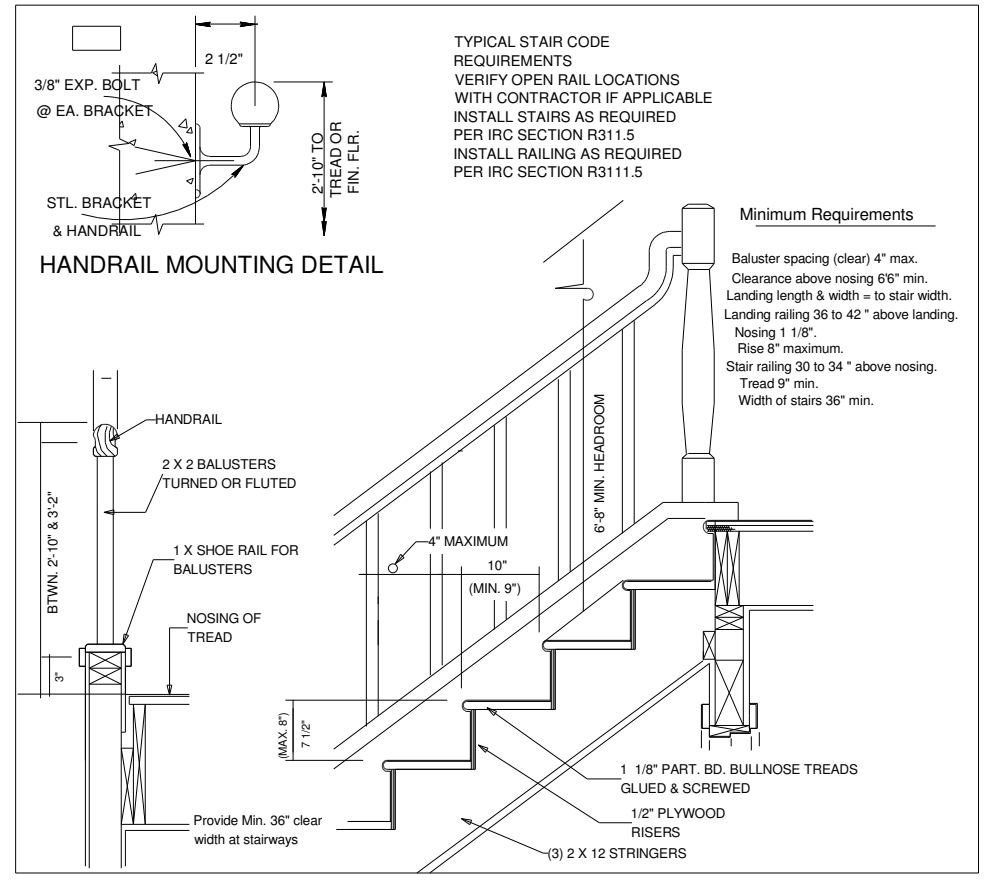 2 1/2"
3/8" EXP. BOLT
@ EA. BRACKET
STL. BRACKET
& HANDRAIL
2'-10" TO
TREAD OR
FIN. FLR.
HANDRAIL MOUNTING DETAIL
TYPICAL STAIR CODE
REQUIREMENTS
VERIFY OPEN RAIL LOCATIONS
WITH CONTRACTOR IF APPLICABLE
INSTALL STAIRS AS REQUIRED
PER IRC SECTION R311.5
INSTALL RAILING AS REQUIRED
PER IRC SECTION R3111.5
Minimum Requirements
Baluster spacing (clear) 4" max.
Clearance above nosing 6'6" min.
Landing length & width = to stair width.
Landing railing 36 to 42 " above landing.
Nosing 1 1/8".
Rise 8" maximum.
Stair railing 30 to 34 " above nosing.
Tread 9" min.
Width of stairs 36" min.
HANDRAIL
2 X 2 BALUSTERS
TURNED OR FLUTED
BTWN. 2'-10" & 3'-2"
1 X SHOE RAIL FOR
BALUSTERS
NOSING OF
TREAD
3"
Provide Min. 36" clear
width at stairways
6'-8" MIN. HEADROOM
4" MAXIMUM
10"
(MIN. 9")
(MAX. 8")
7 1/2"
1 1/8" PART. BD. BULLNOSE TREADS
GLUED & SCREWED
1/2" PLYWOOD
RISERS
(3) 2 X 12 STRINGERS